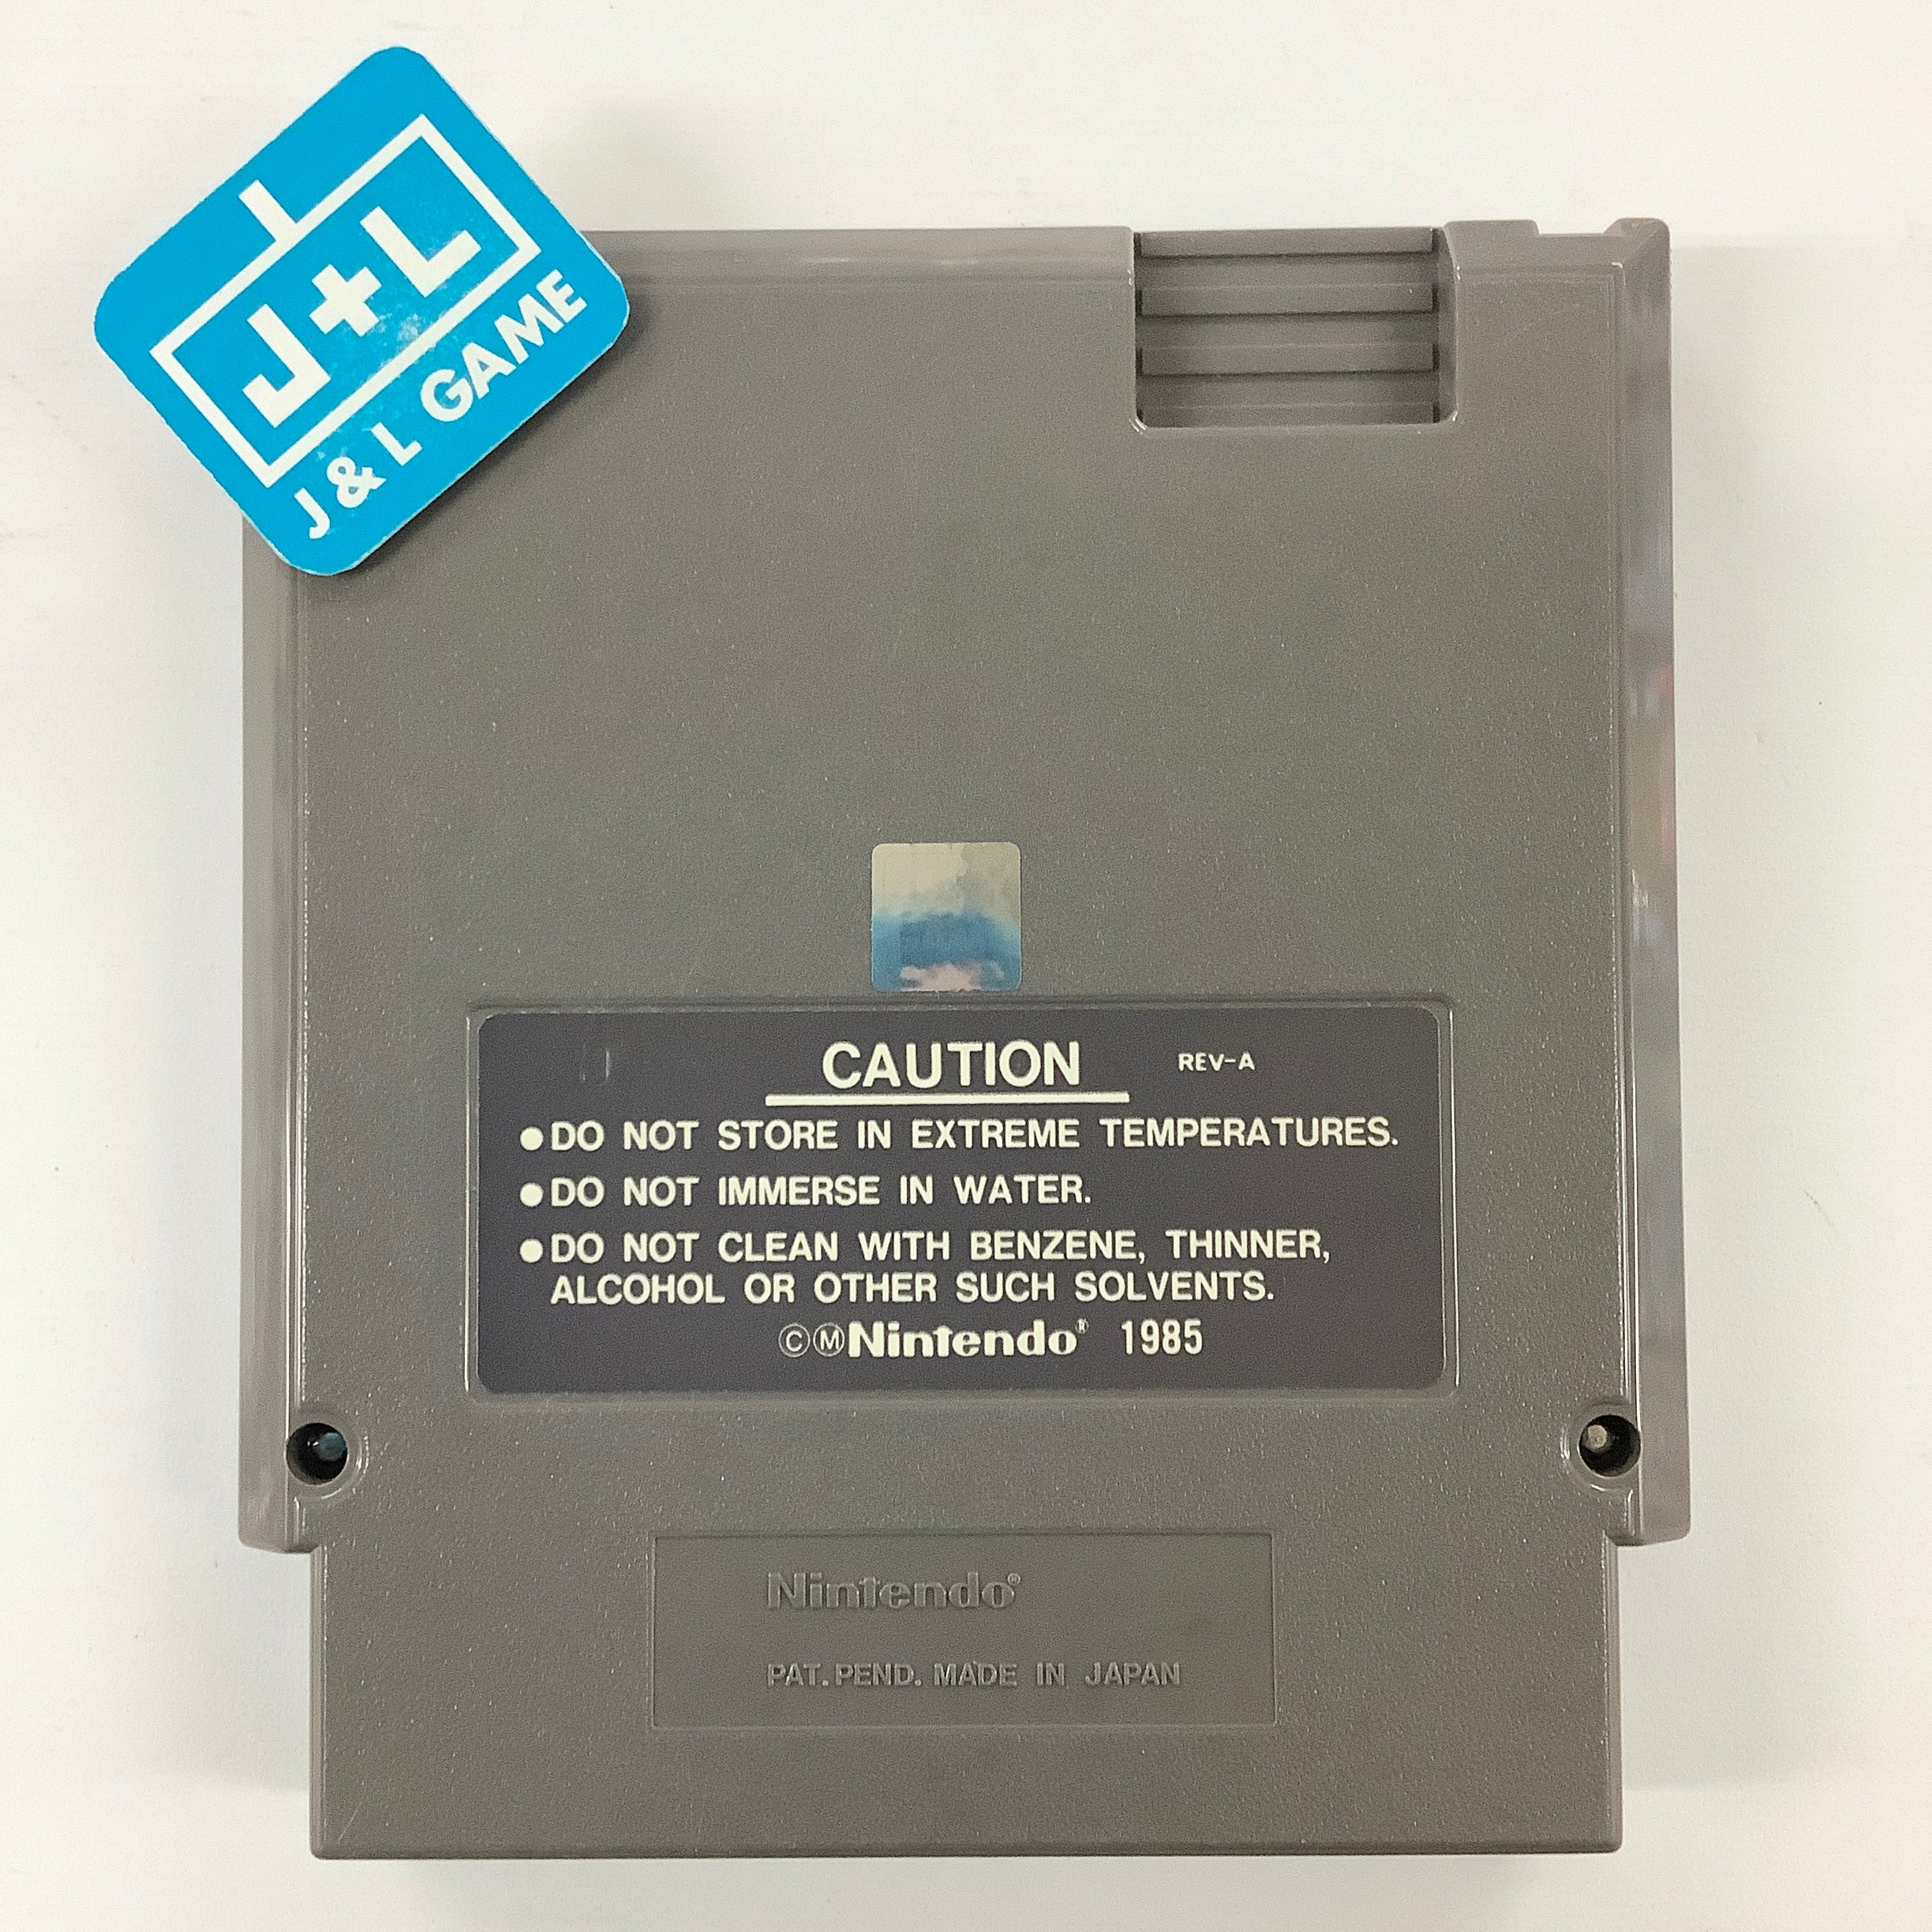 J+L
J & L GAME
CAUTION REV-A
●DO NOT STORE IN EXTREME TEMPERATURES.
●DO NOT IMMERSE IN WATER.
●DO NOT CLEAN WITH BENZENE, THINNER,
ALCOHOL OR OTHER SUCH SOLVENTS.
ⒸⓂNintendo® 1985
Nintendo®
PAT. PEND. MADE IN JAPAN